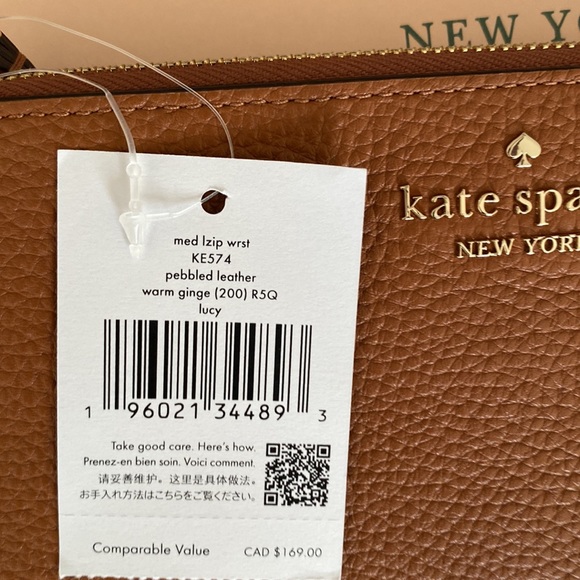 NEW YO
kate spa
NEW YORK
med lzip wrst
KE574
pebbled leather
warm ginge (200) R5Q
lucy
1 96021 34489 3
Take good care. Here's how.
Prenez-en bien soin. Voici comment.
请妥善维护。这里是具体做法。
お手入れ方法はこちらをご覧ください。
Comparable Value CAD $169.00